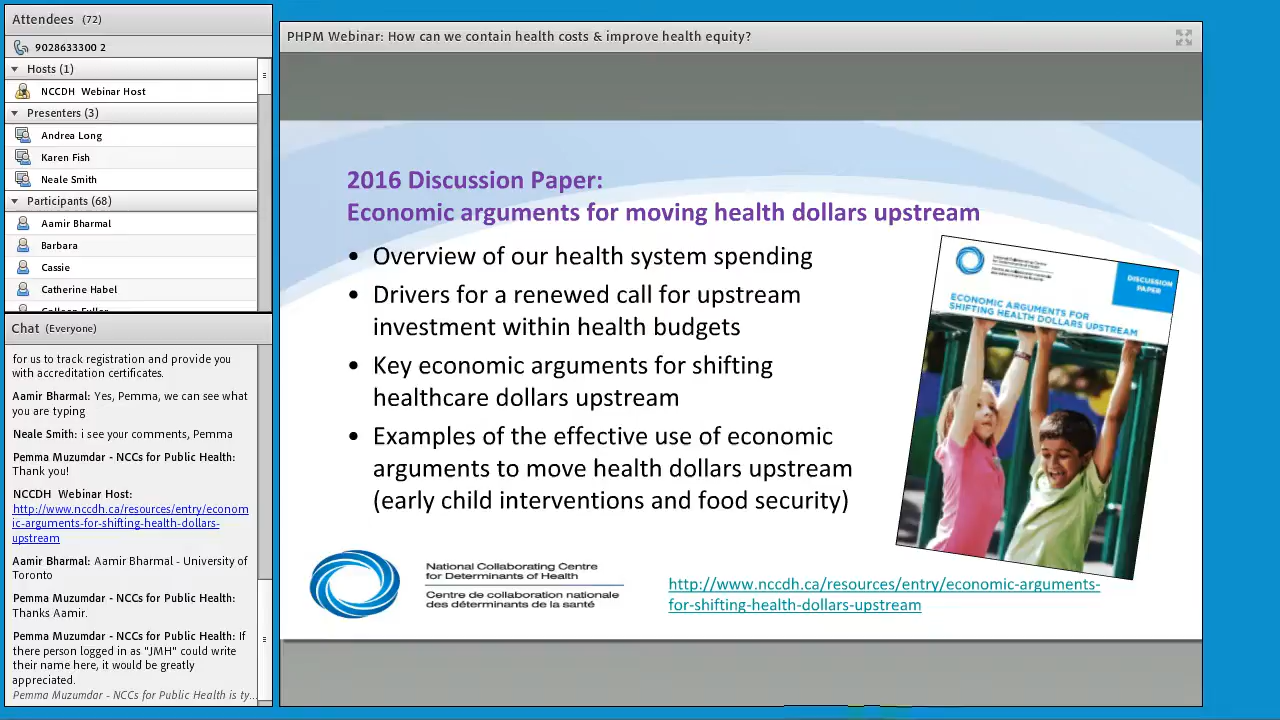 Attendees (72)
9028633300 2
Hosts (1)
NCCDH Webinar Host
Presenters (3)
Andrea Long
Karen Fish
Neale Smith
Participants (68)
Aamir Bharmal
Barbara
Cassie
Catherine Habel
Colleen Fuller
Chat (Everyone)
for us to track registration and provide you
with accreditation certificates.
Aamir Bharmal: Yes, Pemma, we can see what
you are typing
Neale Smith: i see your comments, Pemma
Pemma Muzumdar - NCCs for Public Health:
Thank you!
NCCDH Webinar Host:
http://www.nccdh.ca/resources/entry/econom
ic-arguments-for-shifting-health-dollars-
upstream
Aamir Bharmal: Aamir Bharmal - University of
Toronto
Pemma Muzumdar - NCCs for Public Health:
Thanks Aamir.
Pemma Muzumdar - NCCs for Public Health: If
there person logged in as "JMH" could write
their name here, it would be greatly
appreciated.
Pemma Muzumdar - NCCs for Public Health is ty...
PHPM Webinar: How can we contain health costs & improve health equity?
2016 Discussion Paper:
Economic arguments for moving health dollars upstream
• Overview of our health system spending
• Drivers for a renewed call for upstream
investment within health budgets
• Key economic arguments for shifting
healthcare dollars upstream
• Examples of the effective use of economic
arguments to move health dollars upstream
(early child interventions and food security)
DISCUSSION
PAPER
ECONOMIC ARGUMENTS FOR
SHIFTING HEALTH DOLLARS UPSTREAM
National Collaborating Centre
for Determinants of Health
Centre de collaboration nationale
des déterminants de la santé
http://www.nccdh.ca/resources/entry/economic-arguments-
for-shifting-health-dollars-upstream